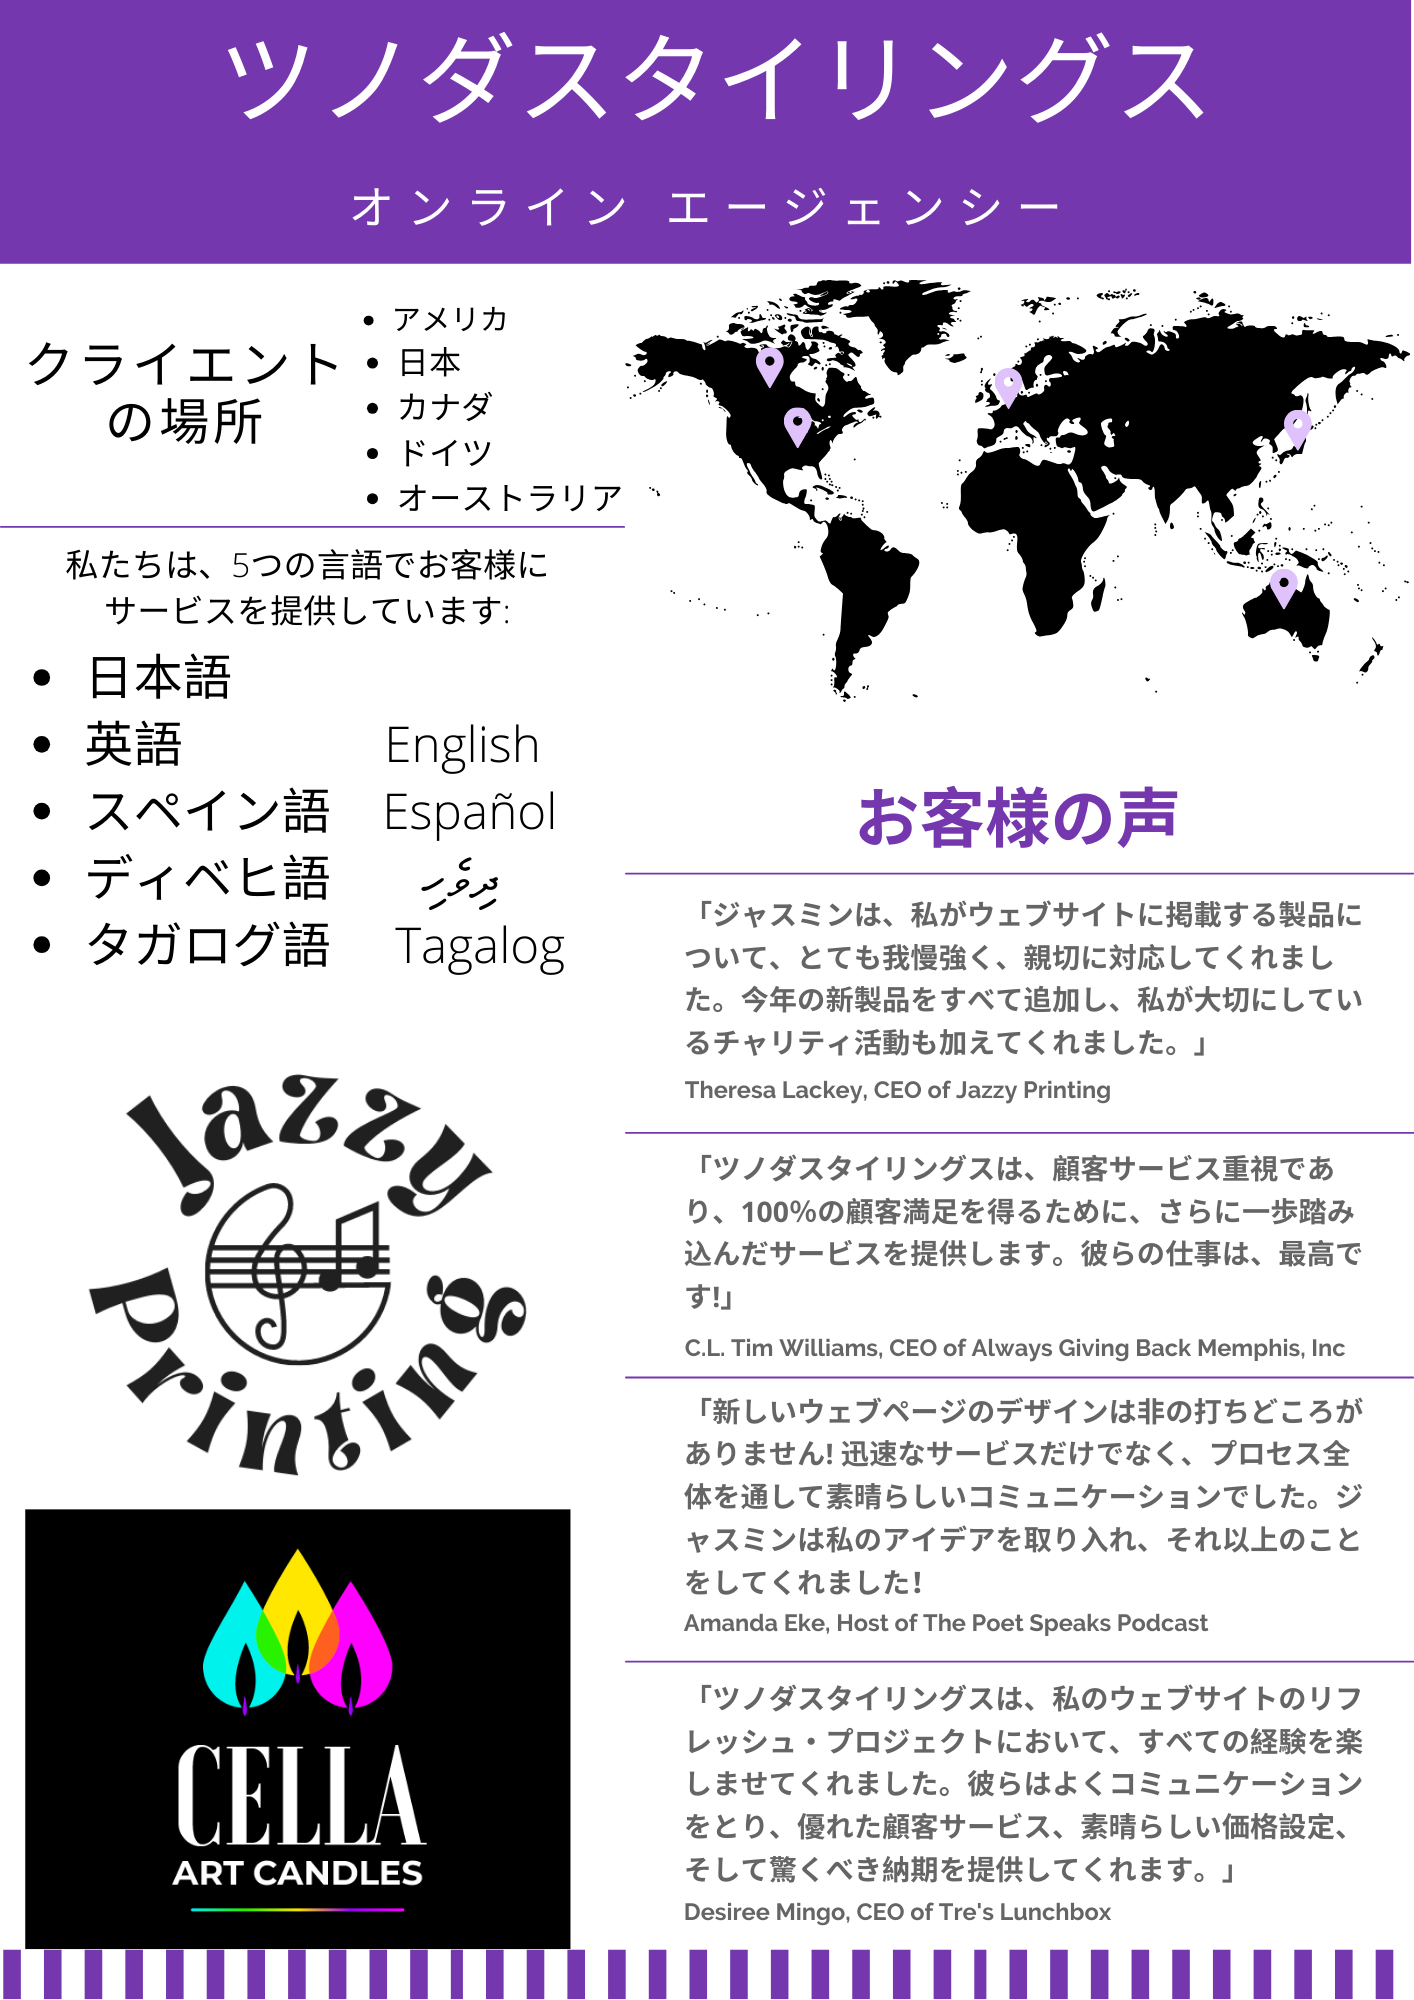 ツノダスタイリングス
オンライン エージェンシー
クライエント
の場所
• アメリカ
• 日本
• カナダ
• ドイツ
• オーストラリア
私たちは、5つの言語でお客様に
サービスを提供しています:
• 日本語
• 英語 English
• スペイン語 Español
• ディベヒ語 ދިވެހި
• タガログ語 Tagalog
Jazzy
Printing
CELLA
ART CANDLES
お客様の声
「ジャスミンは、私がウェブサイトに掲載する製品に
ついて、とても我慢強く、親切に対応してくれまし
た。今年の新製品をすべて追加し、私が大切にしてい
るチャリティ活動も加えてくれました。」
Theresa Lackey, CEO of Jazzy Printing
「ツノダスタイリングスは、顧客サービス重視であ
り、100%の顧客満足を得るために、さらに一歩踏み
込んだサービスを提供します。彼らの仕事は、最高で
す!」
C.L. Tim Williams, CEO of Always Giving Back Memphis, Inc
「新しいウェブページのデザインは非の打ちどころが
ありません! 迅速なサービスだけでなく、プロセス全
体を通して素晴らしいコミュニケーションでした。ジ
ャスミンは私のアイデアを取り入れ、それ以上のこと
をしてくれました!
Amanda Eke, Host of The Poet Speaks Podcast
「ツノダスタイリングスは、私のウェブサイトのリフ
レッシュ・プロジェクトにおいて、すべての経験を楽
しませてくれました。彼らはよくコミュニケーション
をとり、優れた顧客サービス、素晴らしい価格設定、
そして驚くべき納期を提供してくれます。」
Desiree Mingo, CEO of Tre's Lunchbox